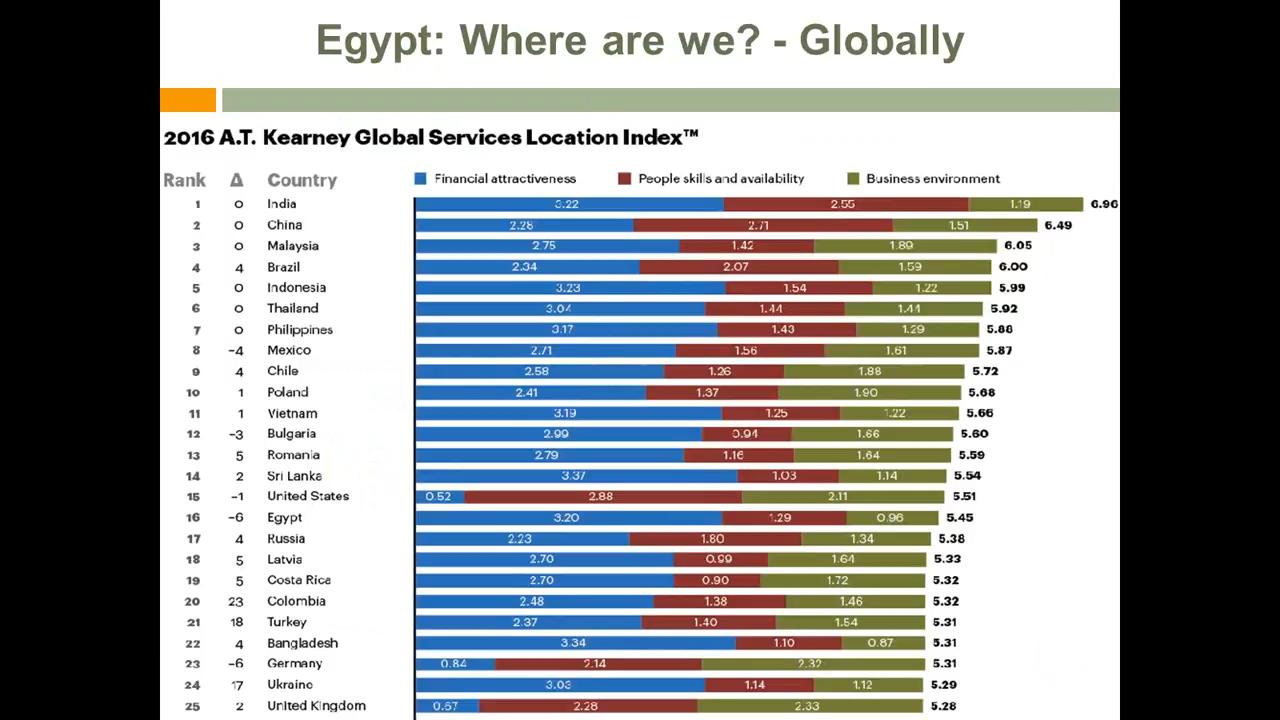 Egypt: Where are we? - Globally
2016 A.T. Kearney Global Services Location Index™
Rank Δ Country Financial attractiveness People skills and availability Business environment
1 0 India 3.22 2.55 1.19 6.96
2 0 China 2.28 2.71 1.51 6.49
3 0 Malaysia 2.75 1.42 1.89 6.05
4 4 Brazil 2.34 2.07 1.59 6.00
5 0 Indonesia 3.23 1.54 1.22 5.99
6 0 Thailand 3.04 1.44 1.44 5.92
7 0 Philippines 3.17 1.43 1.29 5.88
8 -4 Mexico 2.71 1.56 1.61 5.87
9 4 Chile 2.58 1.26 1.88 5.72
10 1 Poland 2.41 1.37 1.90 5.68
11 1 Vietnam 3.19 1.25 1.22 5.66
12 -3 Bulgaria 2.99 0.94 1.66 5.60
13 5 Romania 2.79 1.16 1.64 5.59
14 2 Sri Lanka 3.37 1.03 1.14 5.54
15 -1 United States 0.52 2.88 2.11 5.51
16 -6 Egypt 3.20 1.29 0.96 5.45
17 4 Russia 2.23 1.80 1.34 5.38
18 5 Latvia 2.70 0.99 1.64 5.33
19 5 Costa Rica 2.70 0.90 1.72 5.32
20 23 Colombia 2.48 1.38 1.46 5.32
21 18 Turkey 2.37 1.40 1.54 5.31
22 4 Bangladesh 3.34 1.10 0.87 5.31
23 -6 Germany 0.84 2.14 2.32 5.31
24 17 Ukraine 3.03 1.14 1.12 5.29
25 2 United Kingdom 0.67 2.28 2.33 5.28